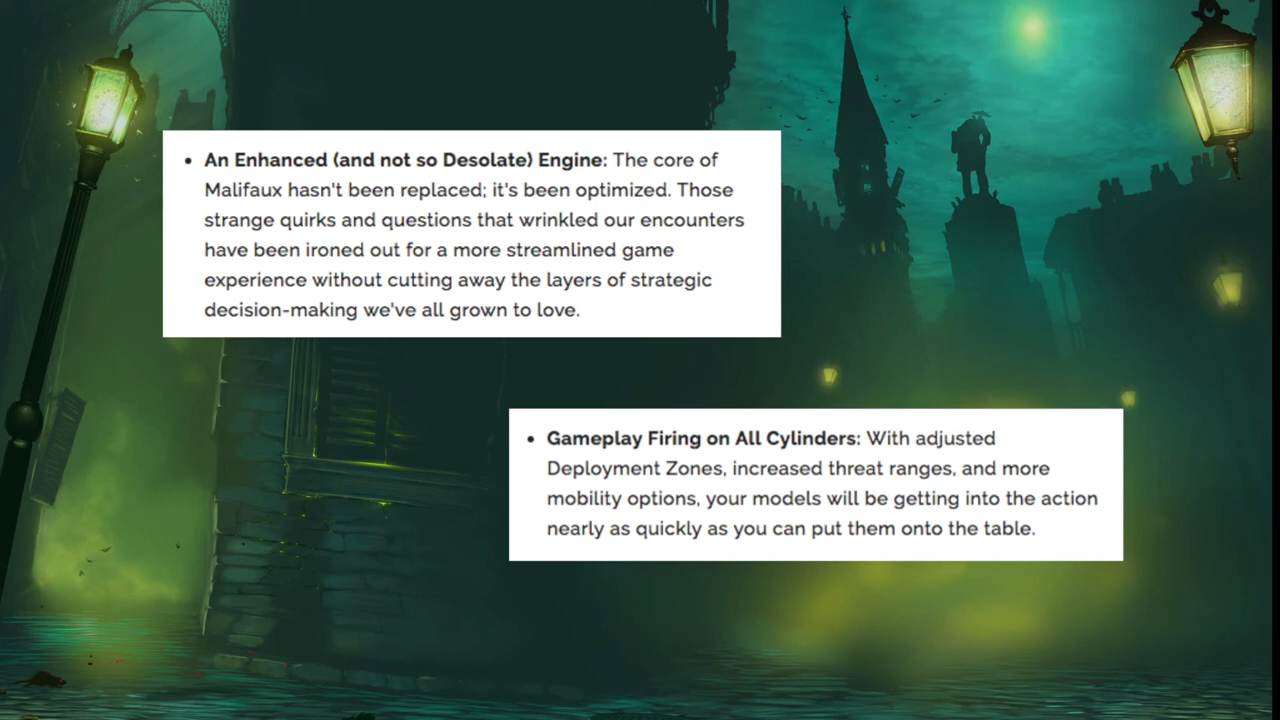 • An Enhanced (and not so Desolate) Engine: The core of
Malifaux hasn't been replaced; it's been optimized. Those
strange quirks and questions that wrinkled our encounters
have been ironed out for a more streamlined game
experience without cutting away the layers of strategic
decision-making we've all grown to love.
• Gameplay Firing on All Cylinders: With adjusted
Deployment Zones, increased threat ranges, and more
mobility options, your models will be getting into the action
nearly as quickly as you can put them onto the table.